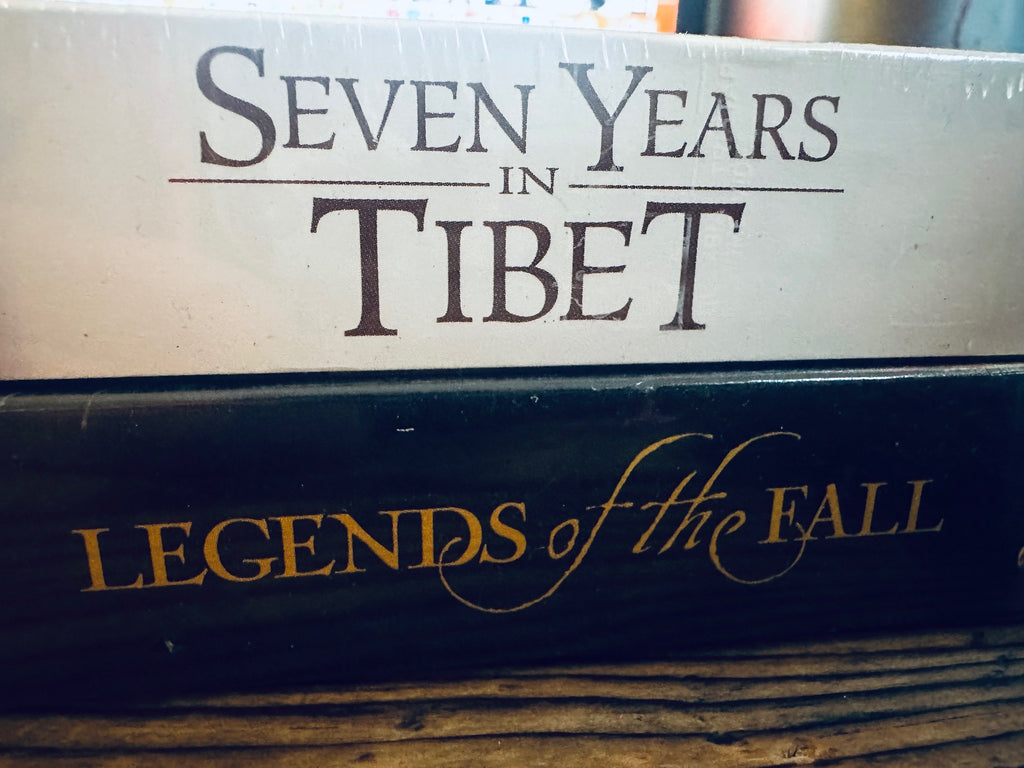 SEVEN YEARS
IN
TIBET
LEGENDS of the FALL